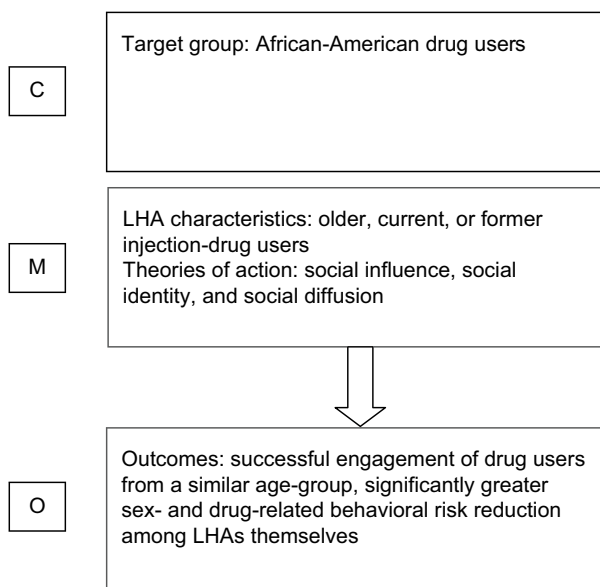 C
Target group: African-American drug users
M
LHA characteristics: older, current, or former
injection-drug users
Theories of action: social influence, social
identity, and social diffusion
O
Outcomes: successful engagement of drug users
from a similar age-group, significantly greater
sex- and drug-related behavioral risk reduction
among LHAs themselves